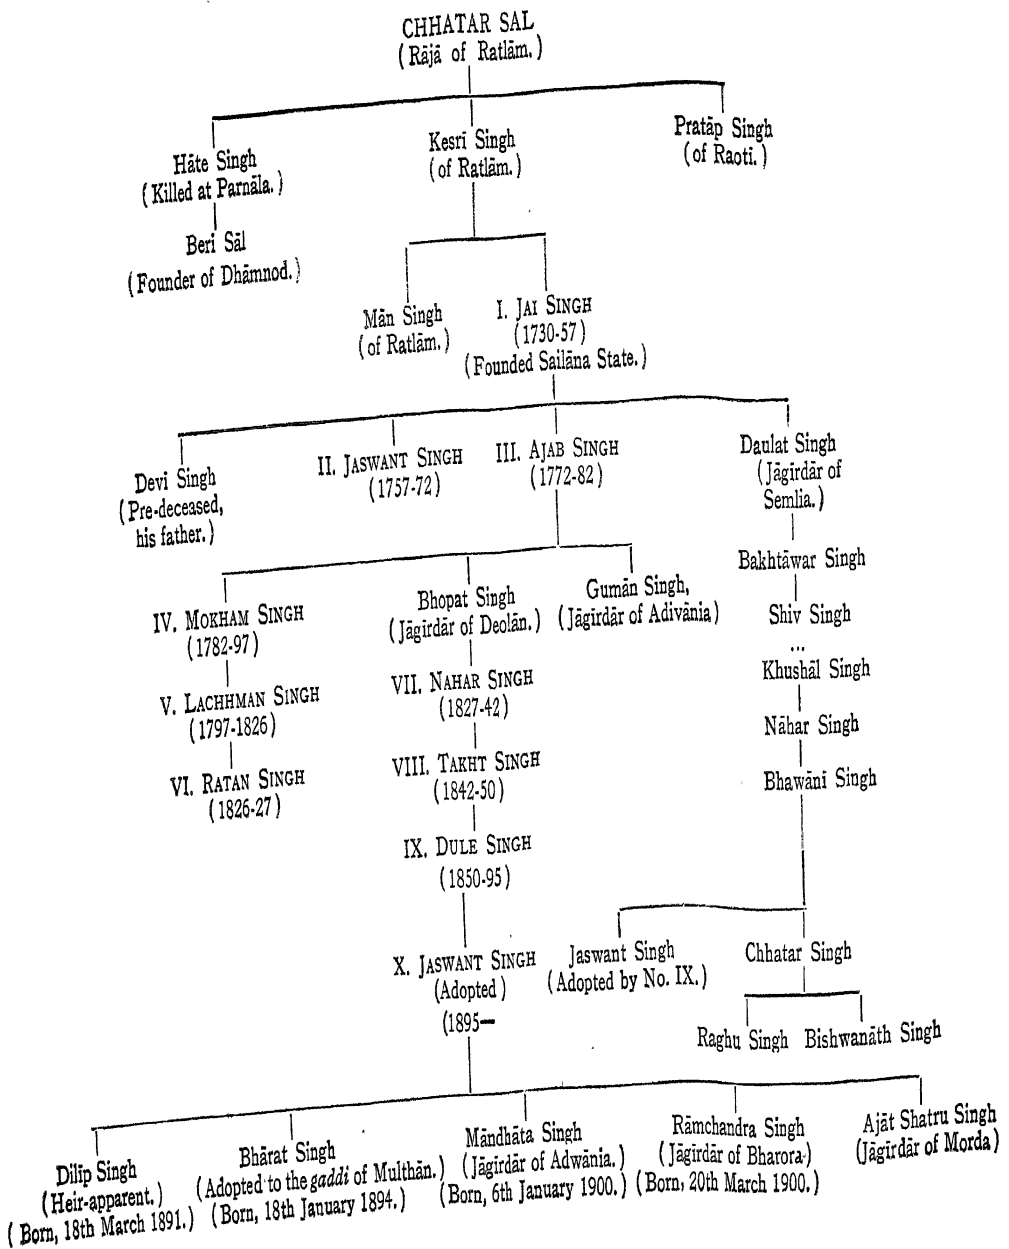 CHHATAR SAL
(Rājā of Ratlām.)
Hāte Singh
(Killed at Parnāla.)
Kesrī Singh
(of Ratlām.)
Pratāp Singh
(of Raoti.)
Beri Sāl
(Founder of Dhāmnod.)
Mān Singh
(of Ratlām.)
I. JAI SINGH
(1730-57)
(Founded Sailāna State.)
Devi Singh
(Pre-deceased,
his father.)
II. JASWANT SINGH
(1757-72)
III. AJAB SINGH
(1772-82)
Daulat Singh
(Jāgīrdār of
Semlia.)
Bakhtāwar Singh
Shiv Singh
...
Khushāl Singh
Nāhar Singh
Bhawānī Singh
IV. MOKHAM SINGH
(1782-97)
Bhopat Singh
(Jāgīrdār of Deolān.)
Gumān Singh,
(Jāgīrdār of Adivānia)
V. LACHHMAN SINGH
(1797-1826)
VI. RATAN SINGH
(1826-27)
VII. NAHAR SINGH
(1827-42)
VIII. TAKHT SINGH
(1842-50)
IX. DULE SINGH
(1850-95)
X. JASWANT SINGH
(Adopted)
(1895—
Jaswant Singh
(Adopted by No. IX.)
Chhatar Singh
Raghu Singh Bishwanāth Singh
Dilīp Singh
(Heir-apparent.)
(Born, 18th March 1891.)
Bhārat Singh
(Adopted to the gaddi of Multhān.)
(Born, 18th January 1894.)
Māndhāta Singh
(Jāgīrdār of Adwānia.)
(Born, 6th January 1900.)
Rāmchandra Singh
(Jāgīrdār of Bharora.)
(Born, 20th March 1900.)
Ajāt Shatru Singh
(Jāgīrdār of Morda)